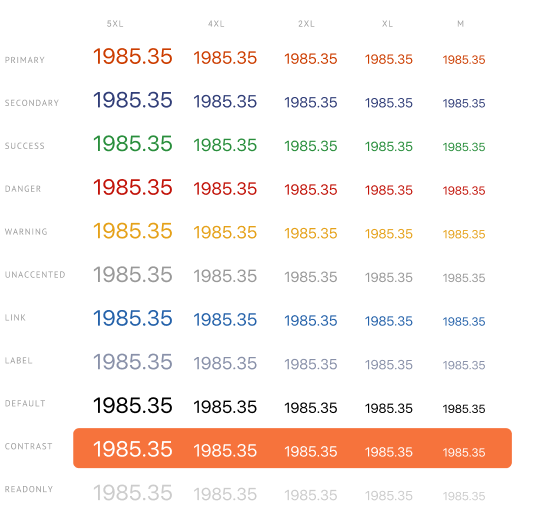 5XL 4XL 2XL XL M
PRIMARY 1985.35 1985.35 1985.35 1985.35 1985.35
SECONDARY 1985.35 1985.35 1985.35 1985.35 1985.35
SUCCESS 1985.35 1985.35 1985.35 1985.35 1985.35
DANGER 1985.35 1985.35 1985.35 1985.35 1985.35
WARNING 1985.35 1985.35 1985.35 1985.35 1985.35
UNACCENTED 1985.35 1985.35 1985.35 1985.35 1985.35
LINK 1985.35 1985.35 1985.35 1985.35 1985.35
LABEL 1985.35 1985.35 1985.35 1985.35 1985.35
DEFAULT 1985.35 1985.35 1985.35 1985.35 1985.35
CONTRAST 1985.35 1985.35 1985.35 1985.35 1985.35
READONLY 1985.35 1985.35 1985.35 1985.35 1985.35